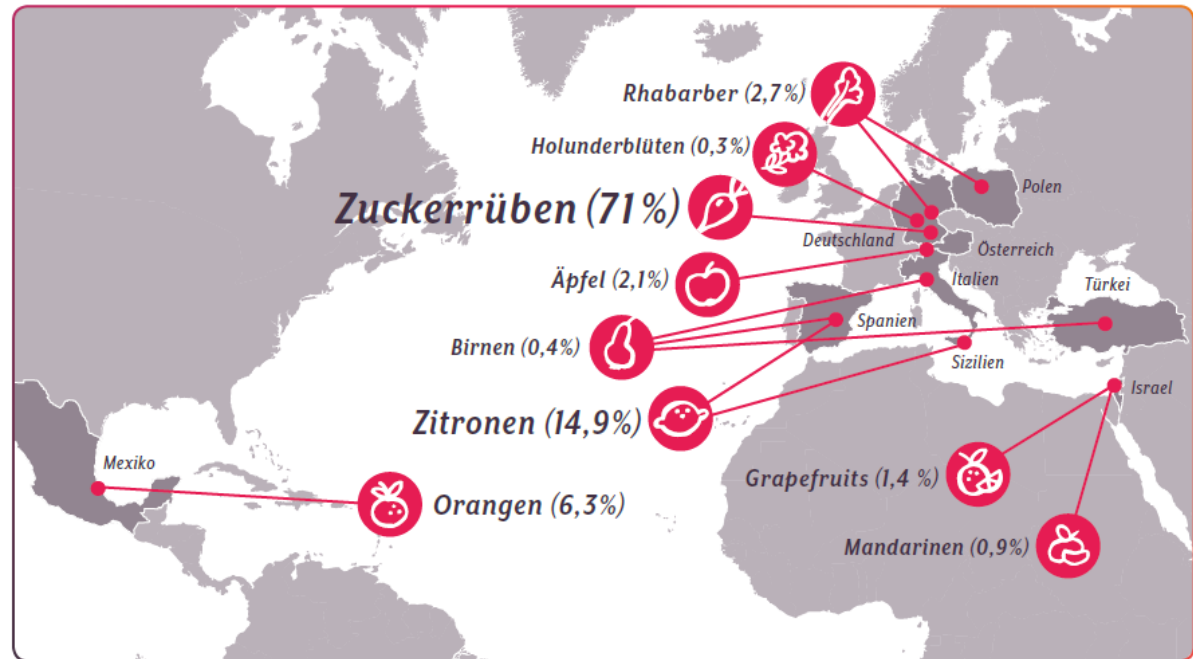 Rhabarber (2,7%)
Holunderblüten (0,3%)
Polen
Zuckerrüben (71%)
Deutschland
Österreich
Äpfel (2,1%)
Italien
Türkei
Spanien
Birnen (0,4%)
Sizilien
Israel
Zitronen (14,9%)
Mexiko
Grapefruits (1,4 %)
Orangen (6,3%)
Mandarinen (0,9%)